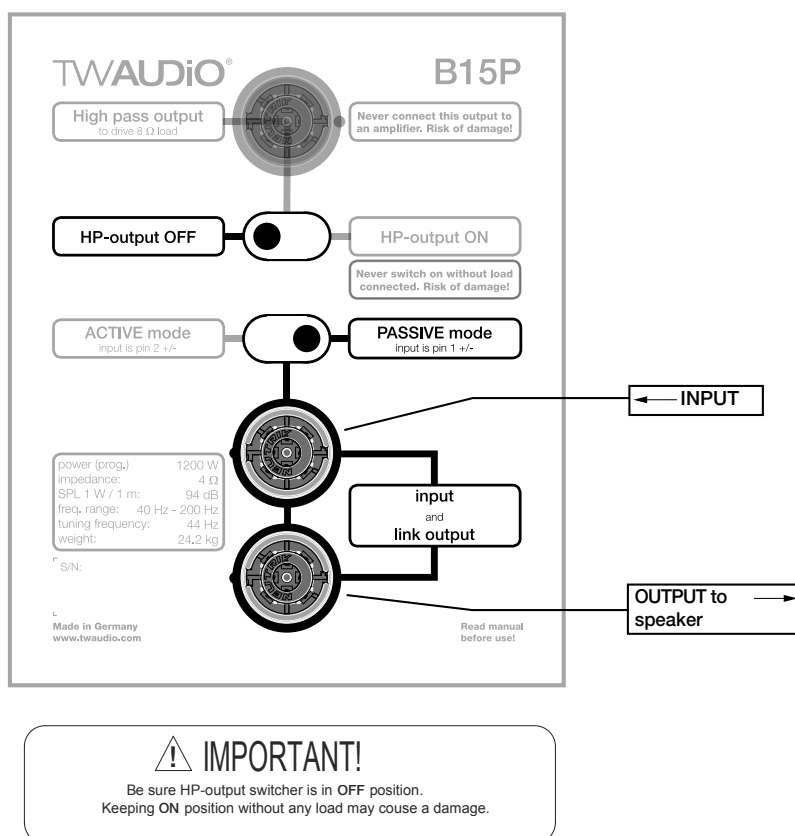 TWAUDiO® B15P
High pass output
to drive 8 Ω load
Never connect this output to
an amplifier. Risk of damage!
HP-output OFF
HP-output ON
Never switch on without load
connected. Risk of damage!
ACTIVE mode
input is pin 2 +/-
PASSIVE mode
input is pin 1 +/-
INPUT
NEUTRIK
power (prog.) 1200 W
impedance: 4 Ω
SPL 1 W / 1 m: 94 dB
freq. range: 40 Hz - 200 Hz
tuning frequency: 44 Hz
weight: 24.2 kg
input
and
link output
S/N:
NEUTRIK
OUTPUT to
speaker
Made in Germany
www.twaudio.com
Read manual
before use!
IMPORTANT!
Be sure HP-output switcher is in OFF position.
Keeping ON position without any load may couse a damage.